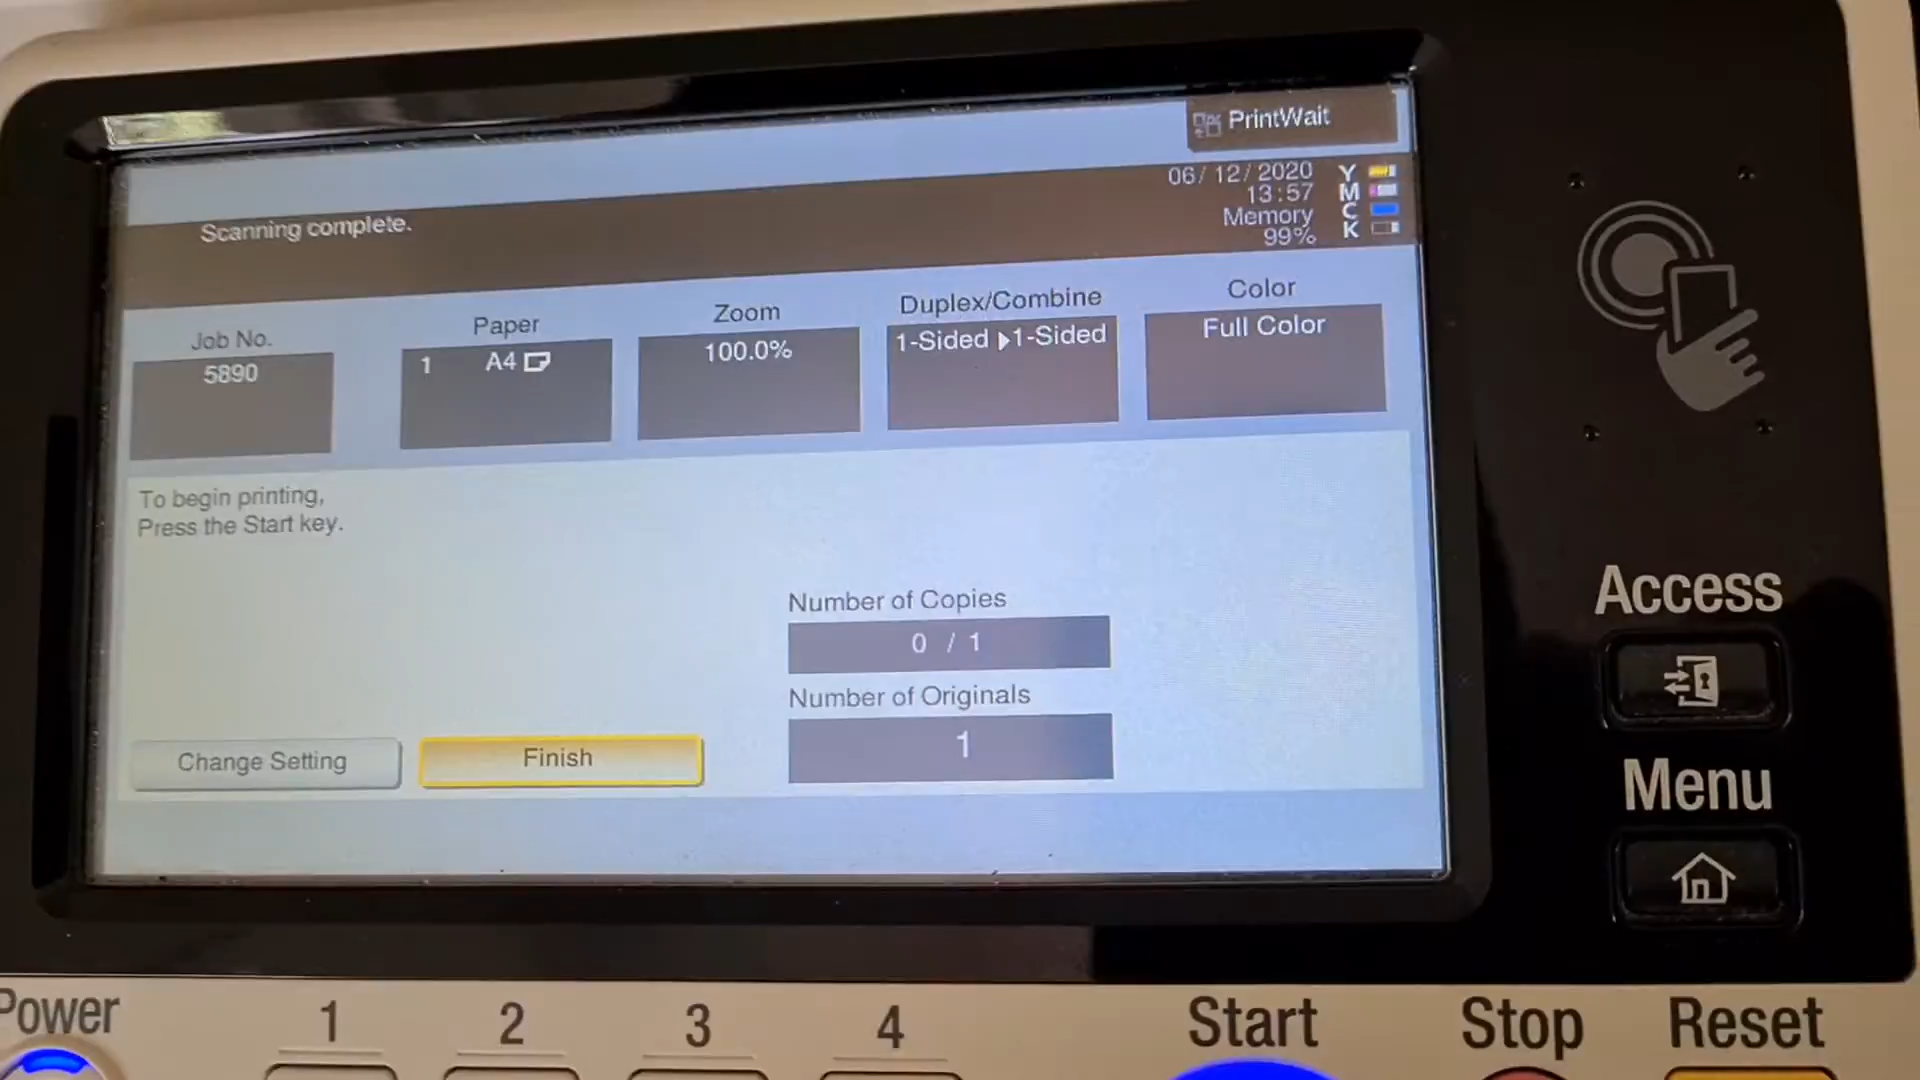 PrintWait
06/12/2020
13:57
Memory
99%
Y
M
C
K
Scanning complete.
Job No.
5890
Paper
1 A4
Zoom
100.0%
Duplex/Combine
1-Sided ▶1-Sided
Color
Full Color
To begin printing,
Press the Start key.
Number of Copies
0 / 1
Number of Originals
1
Change Setting
Finish
Access
Menu
Power
1
2
3
4
Start
Stop
Reset